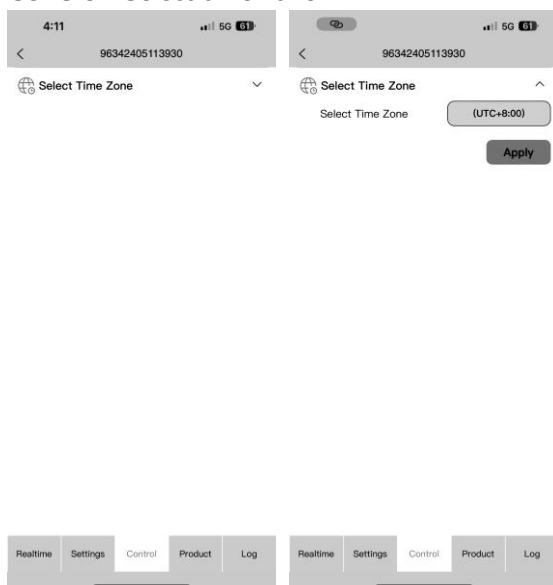 4:11
5G 61
96342405113930
Select Time Zone
Realtime Settings Control Product Log
5G 61
96342405113930
Select Time Zone
Select Time Zone (UTC+8:00)
Apply
Realtime Settings Control Product Log